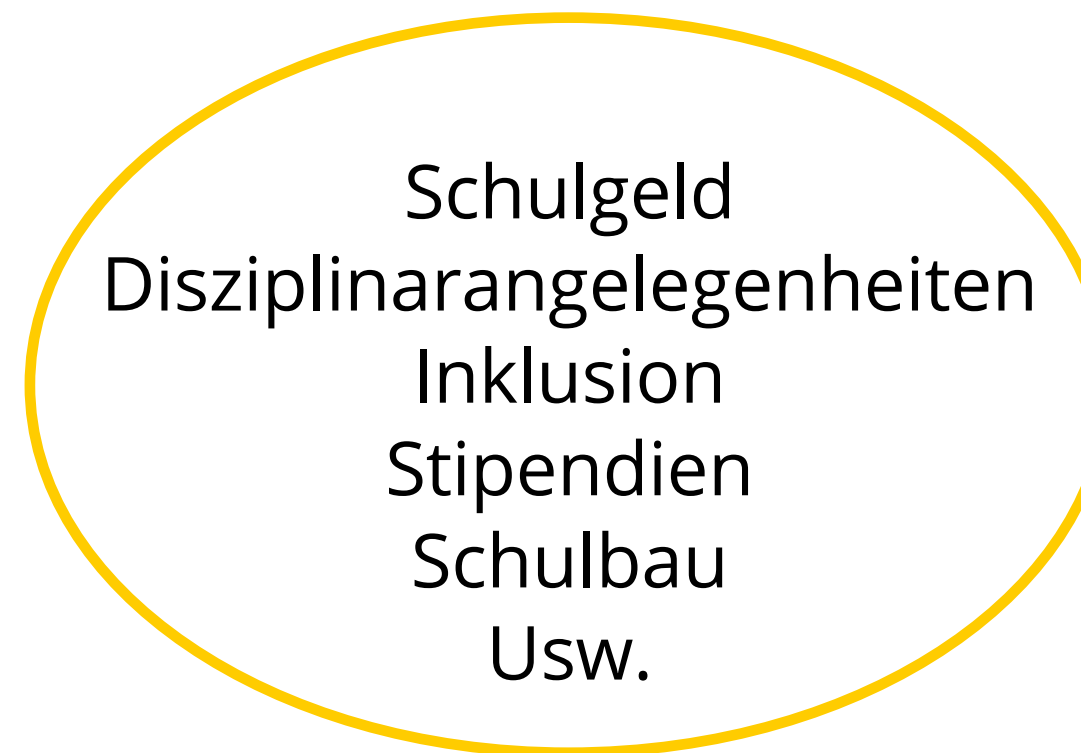 Schulgeld
Disziplinarangelegenheiten
Inklusion
Stipendien
Schulbau
Usw.